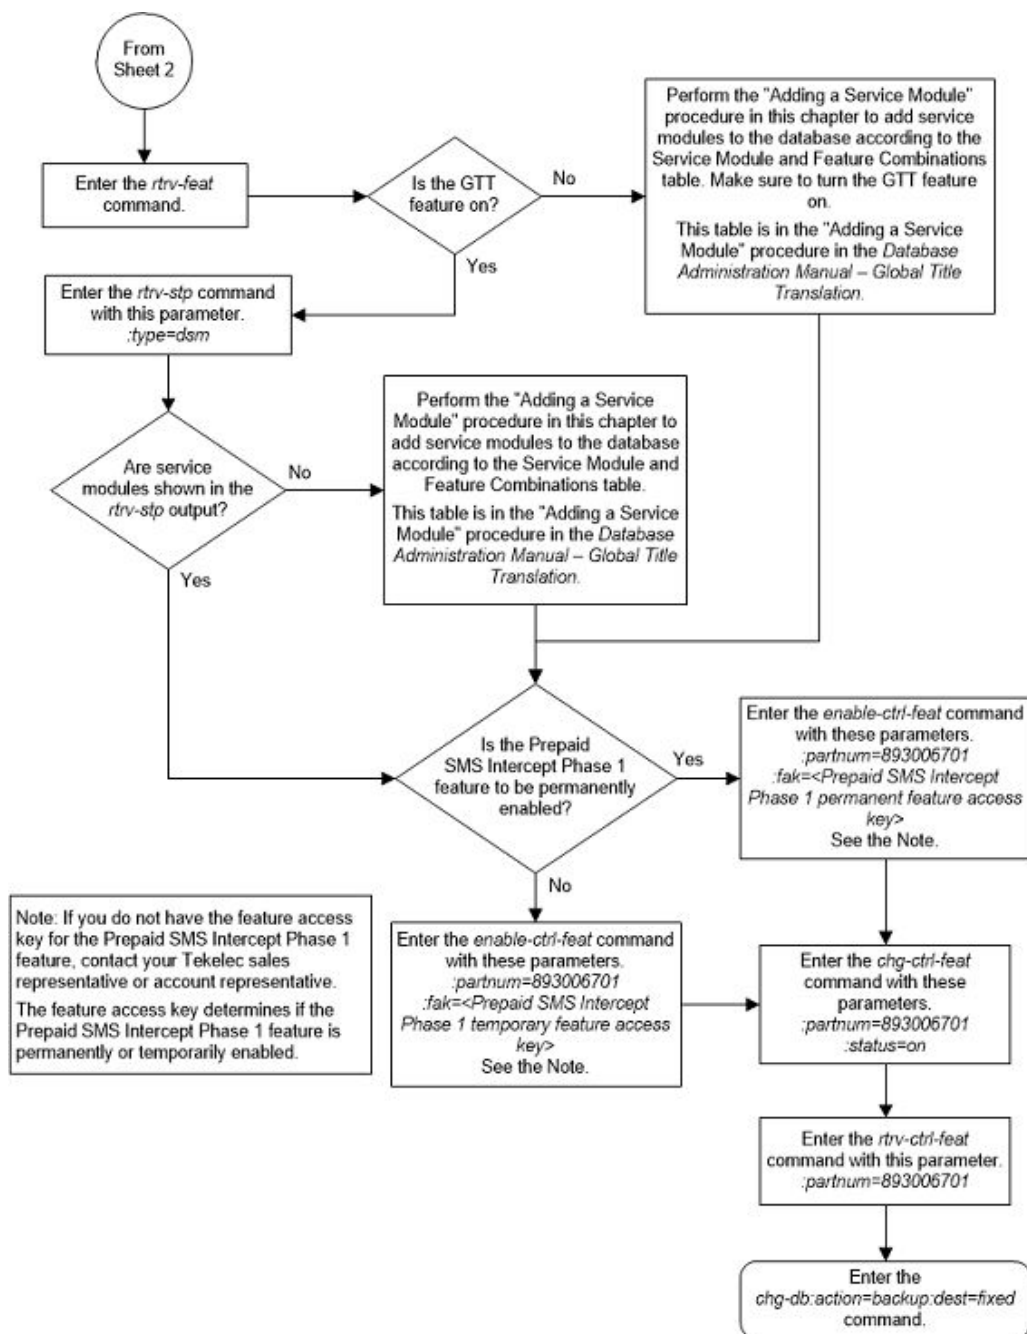 From
Sheet 2
Enter the rtrv-feat
command.
Is the GTT
feature on?
No
Yes
Perform the "Adding a Service Module"
procedure in this chapter to add service
modules to the database according to the
Service Module and Feature Combinations
table. Make sure to turn the GTT feature
on.
This table is in the "Adding a Service
Module" procedure in the Database
Administration Manual – Global Title
Translation.
Enter the rtrv-stp command
with this parameter.
:type=dsm
Are service
modules shown in the
rtrv-stp output?
No
Yes
Perform the "Adding a Service
Module" procedure in this chapter to
add service modules to the database
according to the Service Module and
Feature Combinations table.
This table is in the "Adding a Service
Module" procedure in the Database
Administration Manual – Global Title
Translation.
Is the Prepaid
SMS Intercept Phase 1
feature to be permanently
enabled?
Yes
No
Enter the enable-ctrl-feat command
with these parameters.
:partnum=893006701
:fak=<Prepaid SMS Intercept
Phase 1 permanent feature access
key>
See the Note.
Note: If you do not have the feature access
key for the Prepaid SMS Intercept Phase 1
feature, contact your Tekelec sales
representative or account representative.
The feature access key determines if the
Prepaid SMS Intercept Phase 1 feature is
permanently or temporarily enabled.
Enter the enable-ctrl-feat command
with these parameters.
:partnum=893006701
:fak=<Prepaid SMS Intercept
Phase 1 temporary feature access
key>
See the Note.
Enter the chg-ctrl-feat
command with these
parameters.
:partnum=893006701
:status=on
Enter the rtrv-ctrl-feat
command with this parameter.
:partnum=893006701
Enter the
chg-db:action=backup:dest=fixed
command.